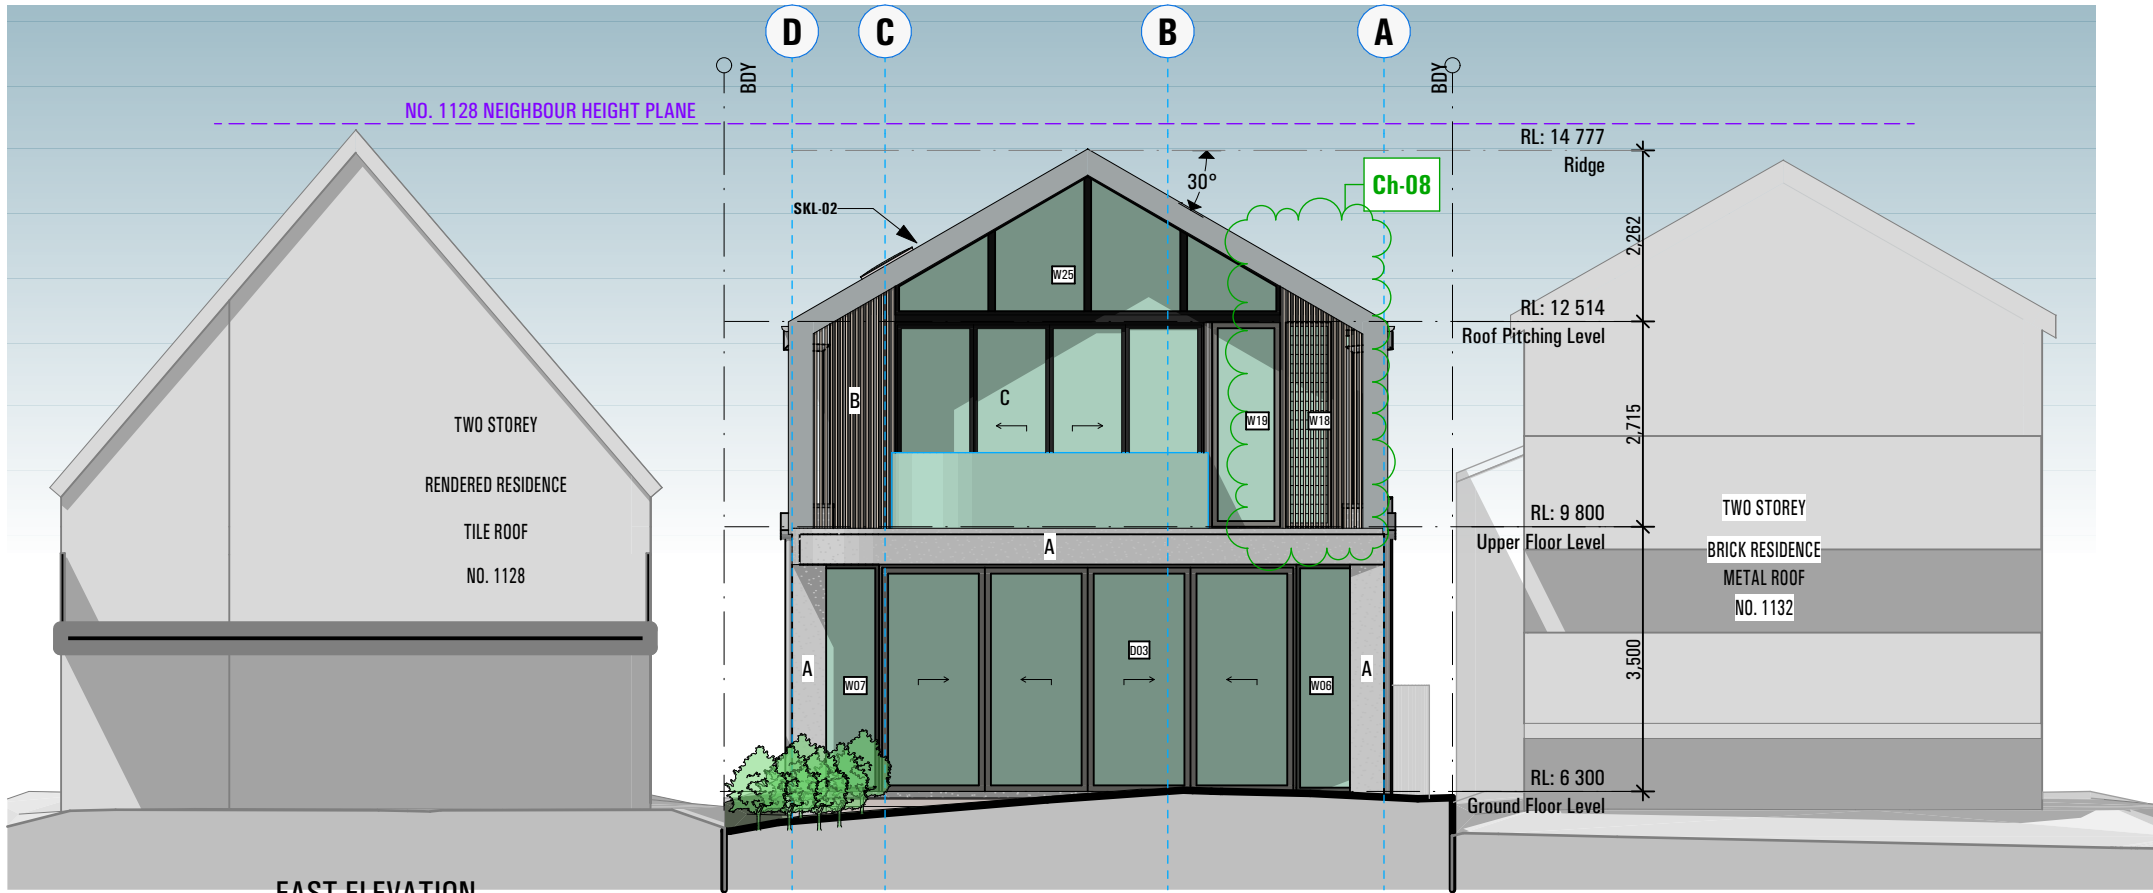 D
C
B
A
BDY
BDY
NO. 1128 NEIGHBOUR HEIGHT PLANE
RL: 14 777
Ridge
30°
Ch-08
SKL-02
2,262
W25
RL: 12 514
Roof Pitching Level
B
C
W19
W18
2,715
TWO STOREY
RENDERED RESIDENCE
TILE ROOF
NO. 1128
RL: 9 800
Upper Floor Level
A
TWO STOREY
BRICK RESIDENCE
METAL ROOF
NO. 1132
A
W07
D03
W06
A
3,500
RL: 6 300
Ground Floor Level
EAST ELEVATION